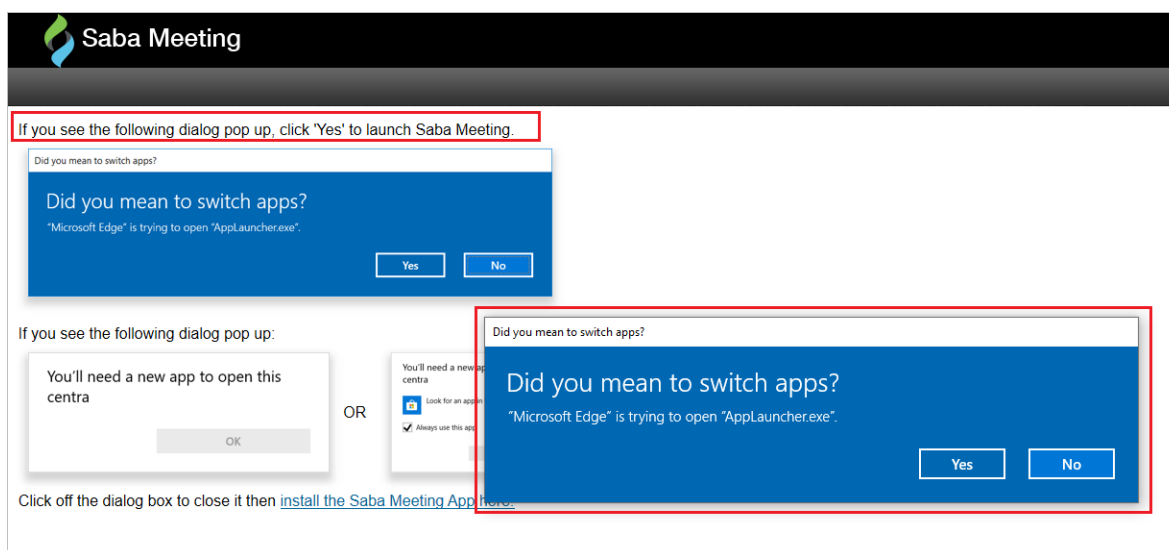 Saba Meeting
If you see the following dialog pop up, click 'Yes' to launch Saba Meeting.
Did you mean to switch apps?
Did you mean to switch apps?
“Microsoft Edge” is trying to open “AppLauncher.exe”.
Yes
No
If you see the following dialog pop up:
You'll need a new app to open this
centra
OK
OR
You'll need a new ap
centra
Look for an app in
Always use this app
Did you mean to switch apps?
Did you mean to switch apps?
“Microsoft Edge” is trying to open “AppLauncher.exe”.
Yes
No
Click off the dialog box to close it then install the Saba Meeting App here.